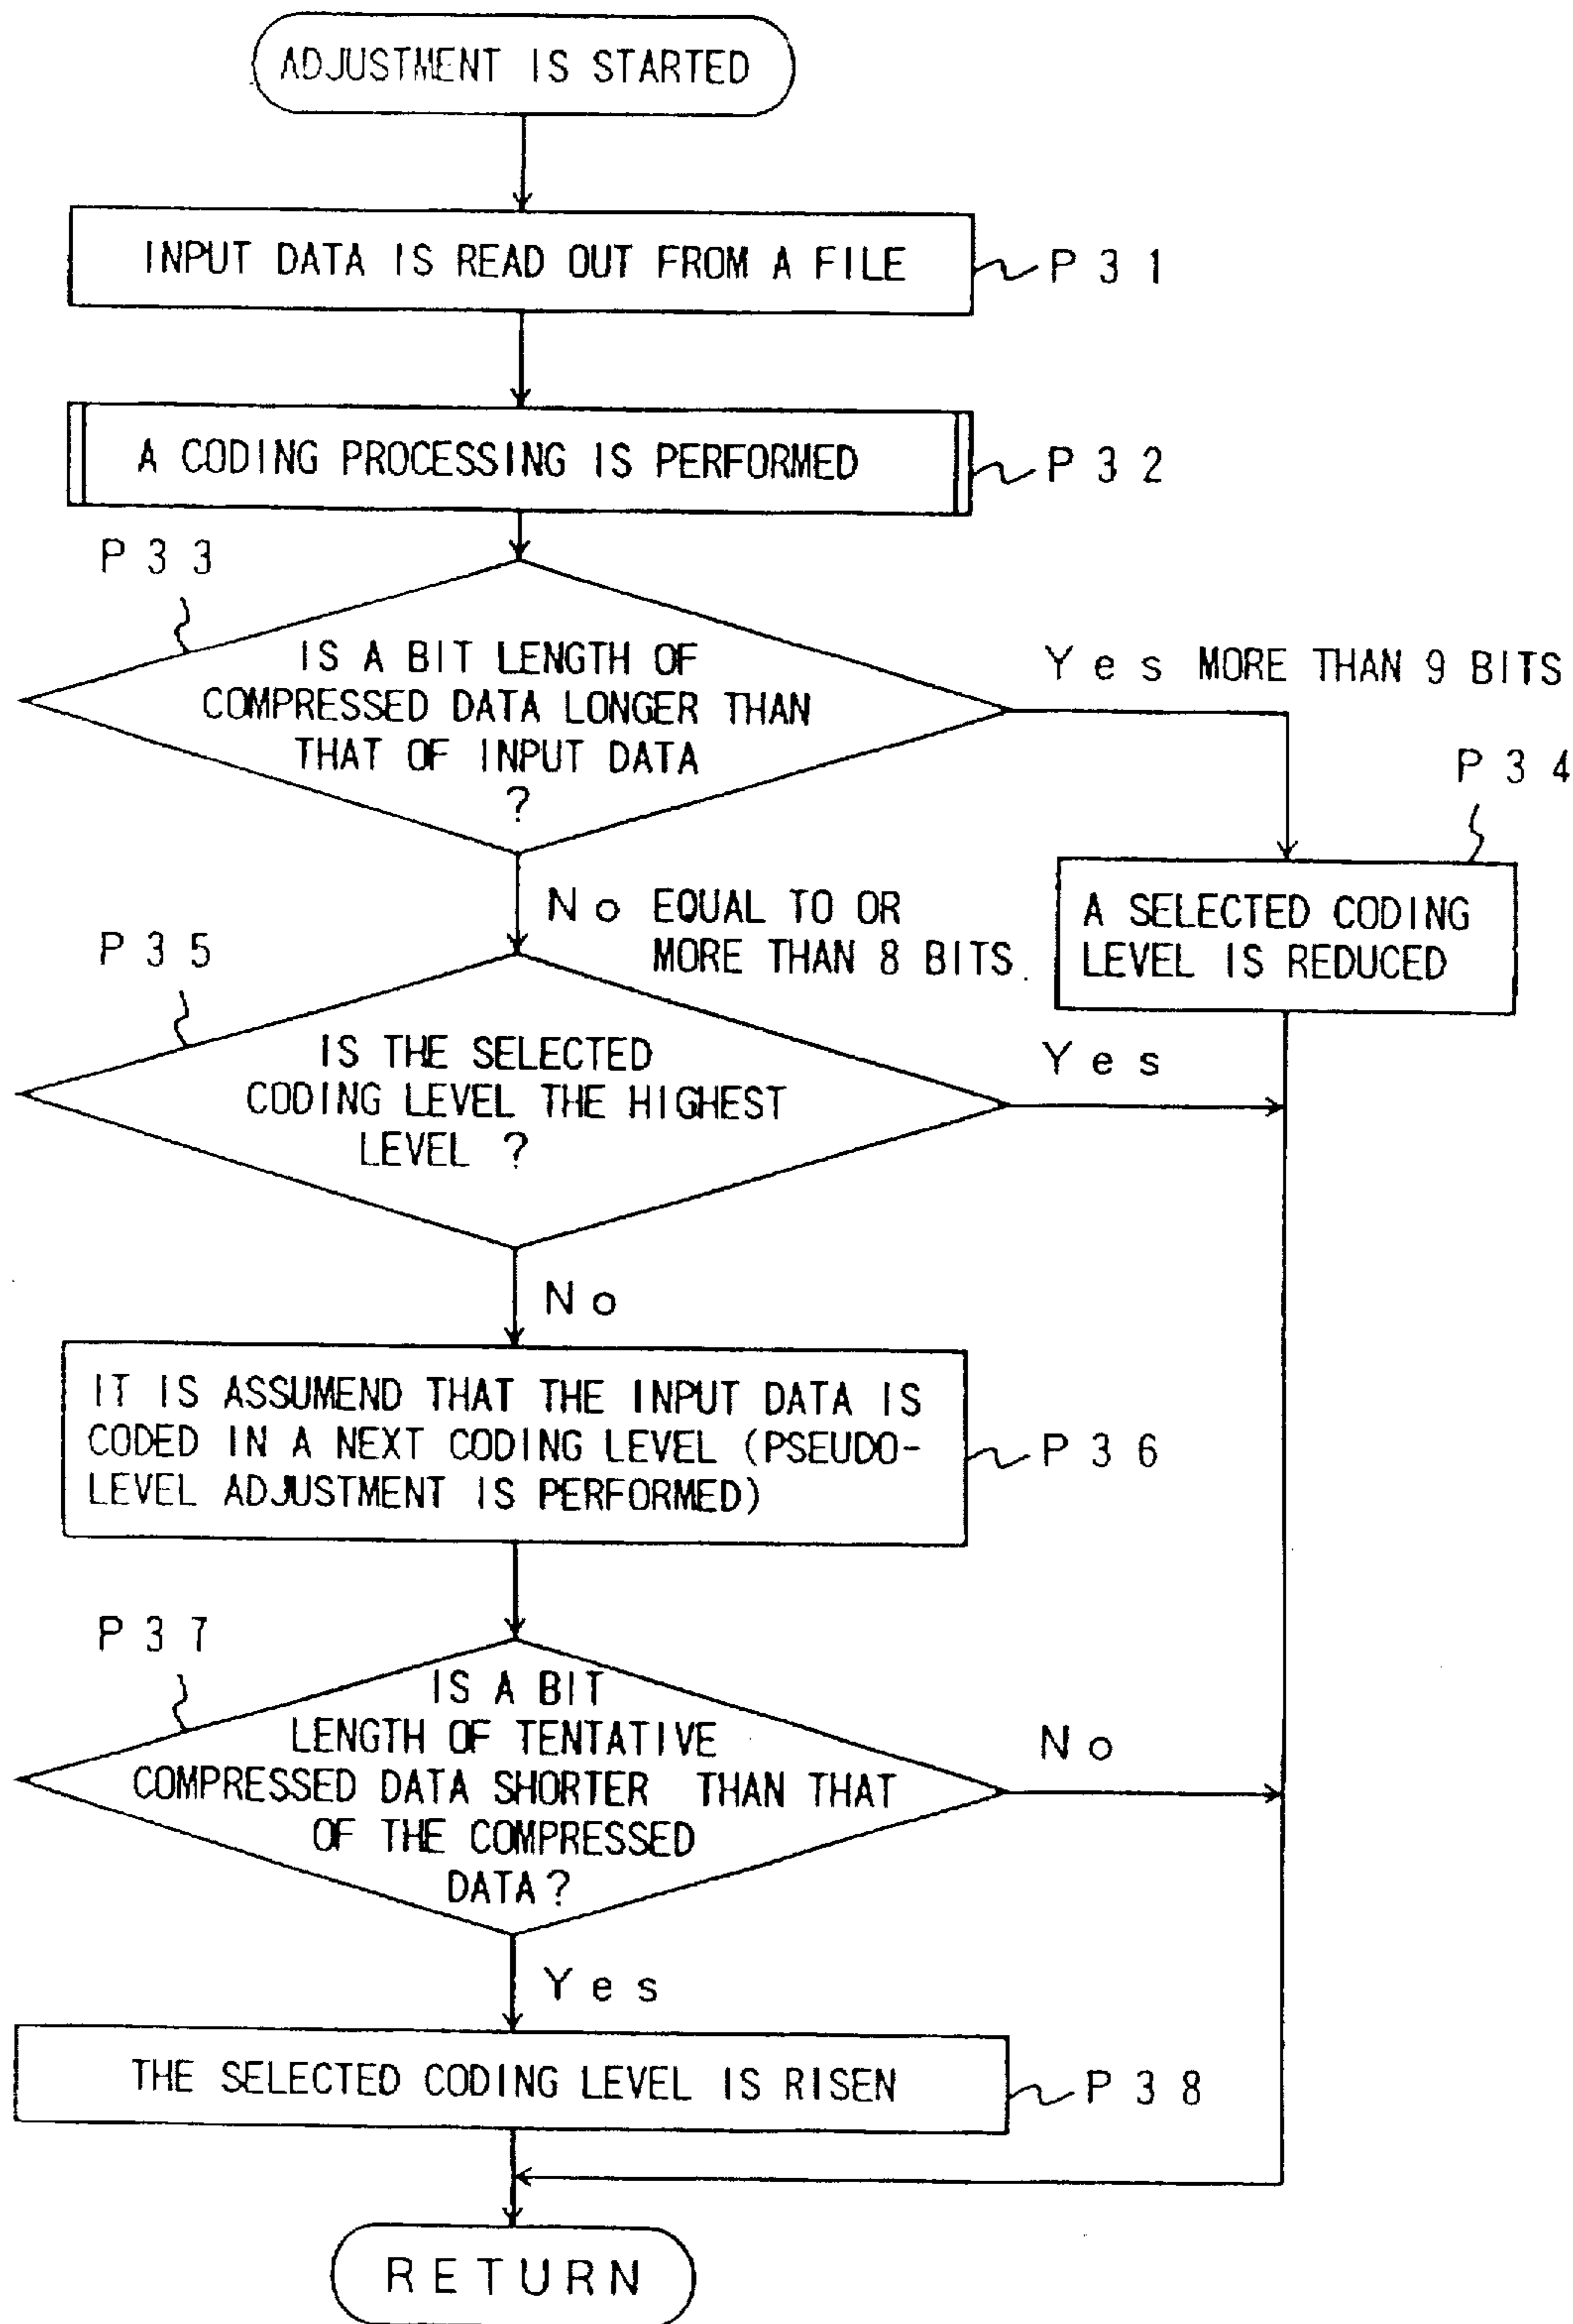 ADJUSTMENT IS STARTED
INPUT DATA IS READ OUT FROM A FILE
P31
A CODING PROCESSING IS PERFORMED
P32
P33
IS A BIT LENGTH OF
COMPRESSED DATA LONGER THAN
THAT OF INPUT DATA
?
Yes MORE THAN 9 BITS
P34
A SELECTED CODING
LEVEL IS REDUCED
No EQUAL TO OR
MORE THAN 8 BITS
P35
IS THE SELECTED
CODING LEVEL THE HIGHEST
LEVEL ?
Yes
No
IT IS ASSUMEND THAT THE INPUT DATA IS
CODED IN A NEXT CODING LEVEL (PSEUDO-
LEVEL ADJUSTMENT IS PERFORMED)
P36
P37
IS A BIT
LENGTH OF TENTATIVE
COMPRESSED DATA SHORTER THAN THAT
OF THE COMPRESSED
DATA?
No
Yes
THE SELECTED CODING LEVEL IS RISEN
P38
RETURN